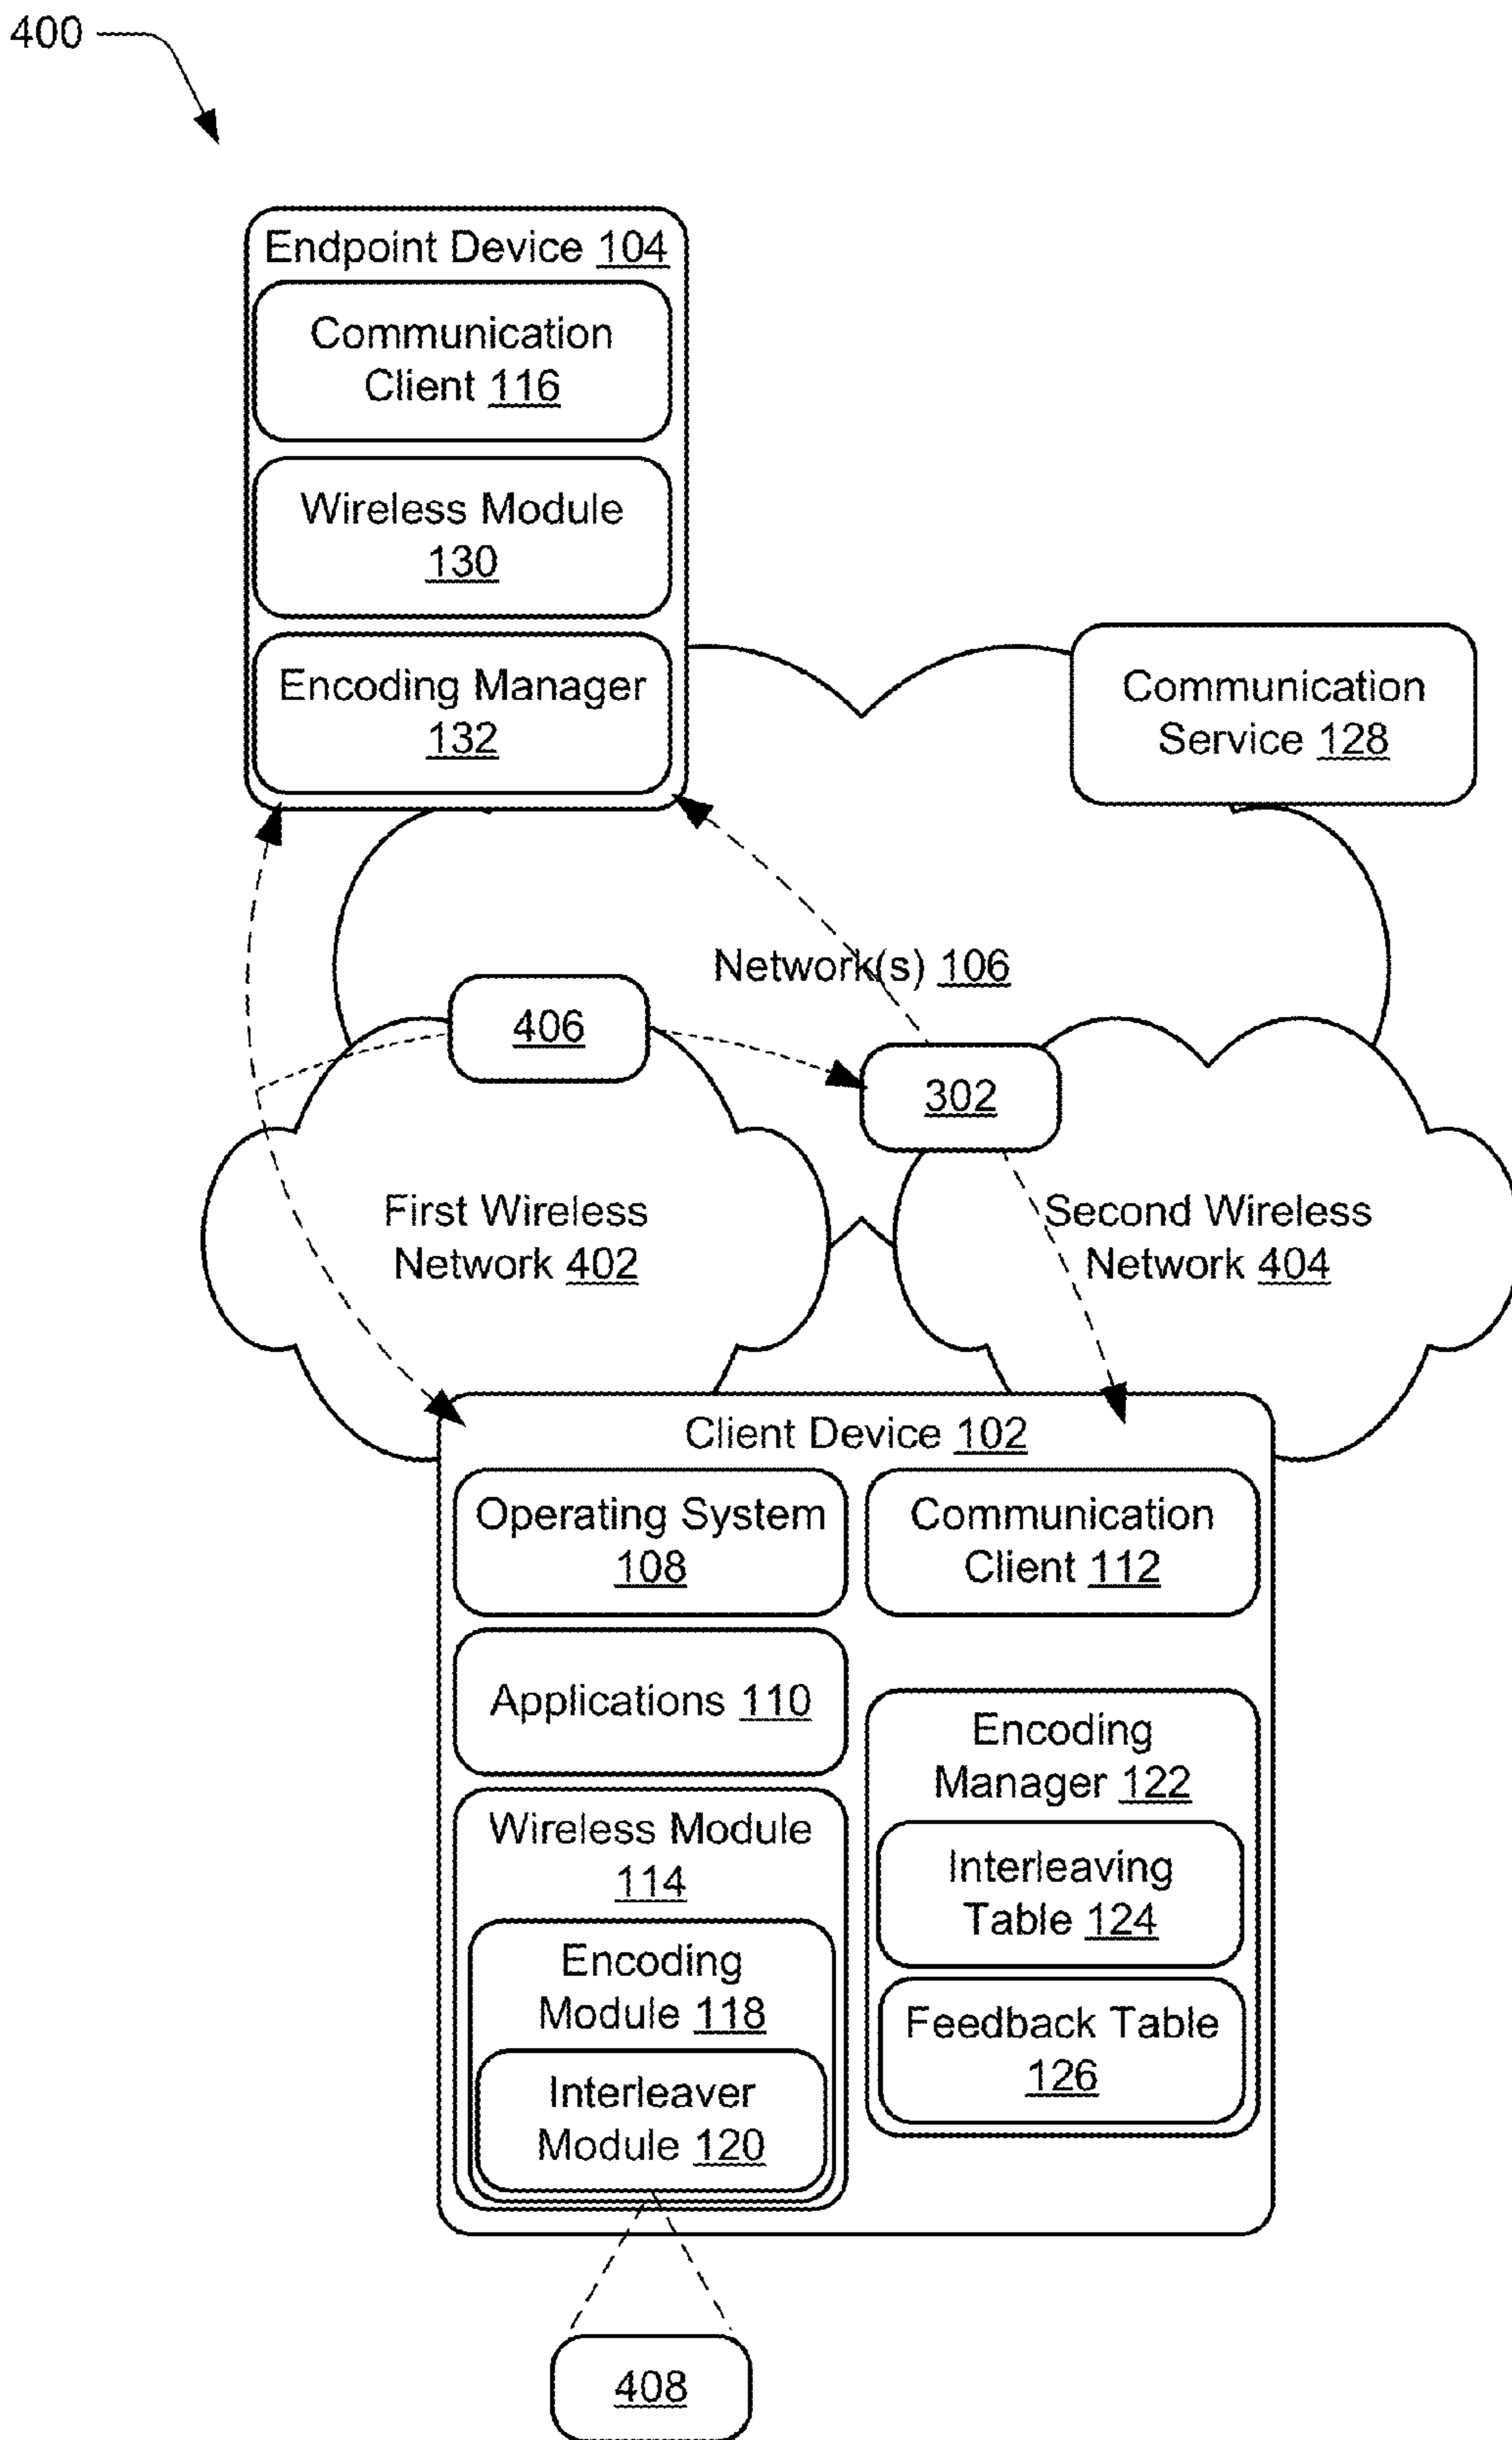 400
Endpoint Device 104
Communication
Client 116
Wireless Module
130
Encoding Manager
132
Communication
Service 128
Network(s) 106
406
302
First Wireless
Network 402
Second Wireless
Network 404
Client Device 102
Operating System
108
Communication
Client 112
Applications 110
Encoding
Manager 122
Wireless Module
114
Interleaving
Table 124
Encoding
Module 118
Feedback Table
126
Interleaver
Module 120
408